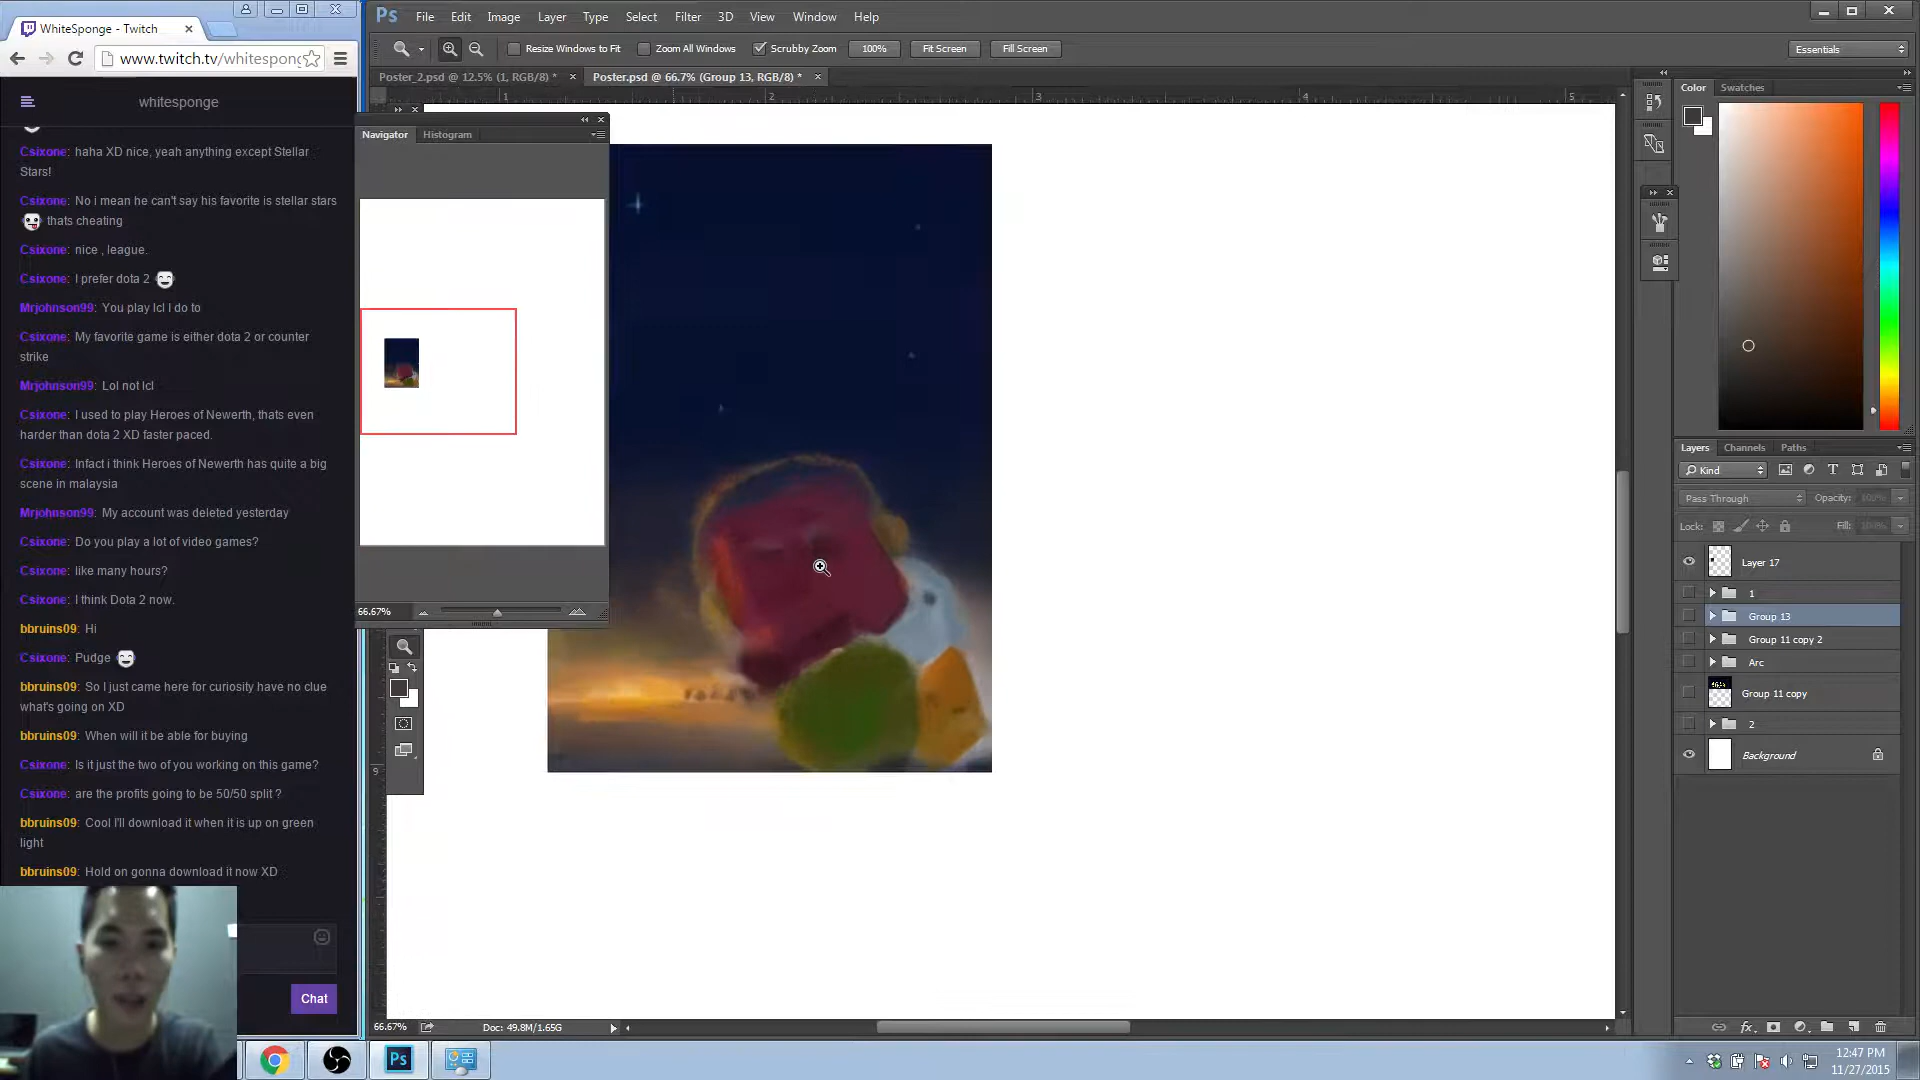 WhiteSponge - Twitch
www.twitch.tv/whitespong
whitesponge
Csixone: haha XD nice, yeah anything except Stellar
Stars!
Csixone: No i mean he can't say his favorite is stellar stars
thats cheating
Csixone: nice , league.
Csixone: I prefer dota 2
Mrjohnson99: You play lcl I do to
Csixone: My favorite game is either dota 2 or counter
strike
Mrjohnson99: Lol not lcl
Csixone: I used to play Heroes of Newerth, thats even
harder than dota 2 XD faster paced.
Csixone: Infact i think Heroes of Newerth has quite a big
scene in malaysia
Mrjohnson99: My account was deleted yesterday
Csixone: Do you play a lot of video games?
Csixone: like many hours?
Csixone: I think Dota 2 now.
bbruins09: Hi
Csixone: Pudge
bbruins09: So I just came here for curiosity have no clue
what's going on XD
bbruins09: When will it be able for buying
Csixone: Is it just the two of you working on this game?
Csixone: are the profits going to be 50/50 split ?
bbruins09: Cool I'll download it when it is up on green
light
bbruins09: Hold on gonna download it now XD
Chat
Ps File Edit Image Layer Type Select Filter 3D View Window Help
Resize Windows to Fit Zoom All Windows Scrubby Zoom 100% Fit Screen Fill Screen Essentials
Poster_2.psd @ 12.5% (1, RGB/8) * Poster.psd @ 66.7% (Group 13, RGB/8) *
1 2 3 4 5
Navigator Histogram
66.67%
9
Color Swatches
Layers Channels Paths
Kind
Pass Through Opacity: 100%
Lock: Fill: 100%
Layer 17
1
Group 13
Group 11 copy 2
Arc
Group 11 copy
2
Background
fx
66.67% Doc: 49.8M/1.65G
Ps
12:47 PM
11/27/2015